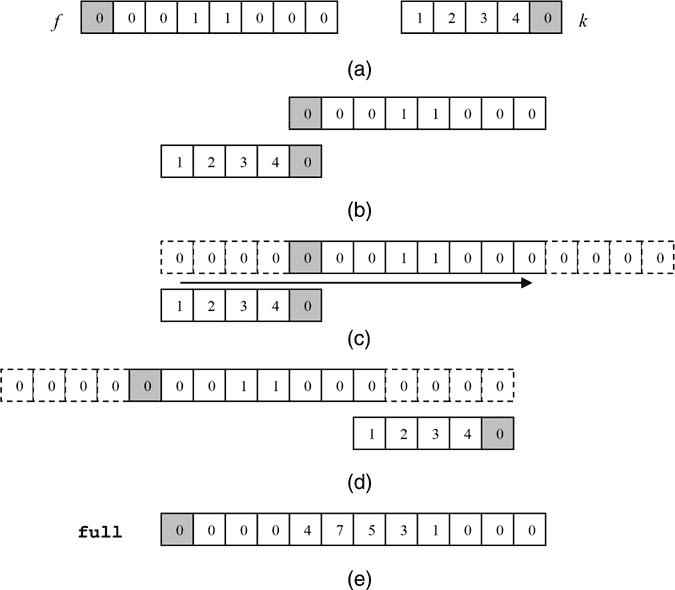 f 0 0 0 1 1 0 0 0 1 2 3 4 0 k
(a)
0 0 0 1 1 0 0 0
1 2 3 4 0
(b)
0 0 0 0 0 0 0 1 1 0 0 0 0 0 0 0
1 2 3 4 0
(c)
0 0 0 0 0 0 0 1 1 0 0 0 0 0 0 0
1 2 3 4 0
(d)
full 0 0 0 0 4 7 5 3 1 0 0 0
(e)